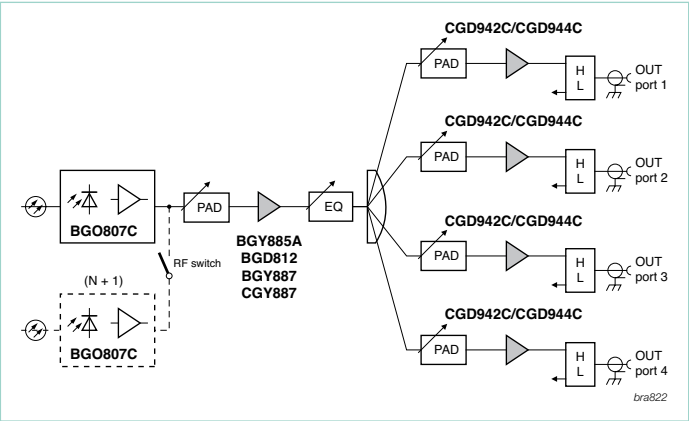 CGD942C/CGD944C
PAD
H
L
OUT
port 1
CGD942C/CGD944C
PAD
H
L
OUT
port 2
BGO807C
PAD
EQ
BGY885A
BGD812
BGY887
CGY887
RF switch
(N + 1)
BGO807C
CGD942C/CGD944C
PAD
H
L
OUT
port 3
CGD942C/CGD944C
PAD
H
L
OUT
port 4
bra822